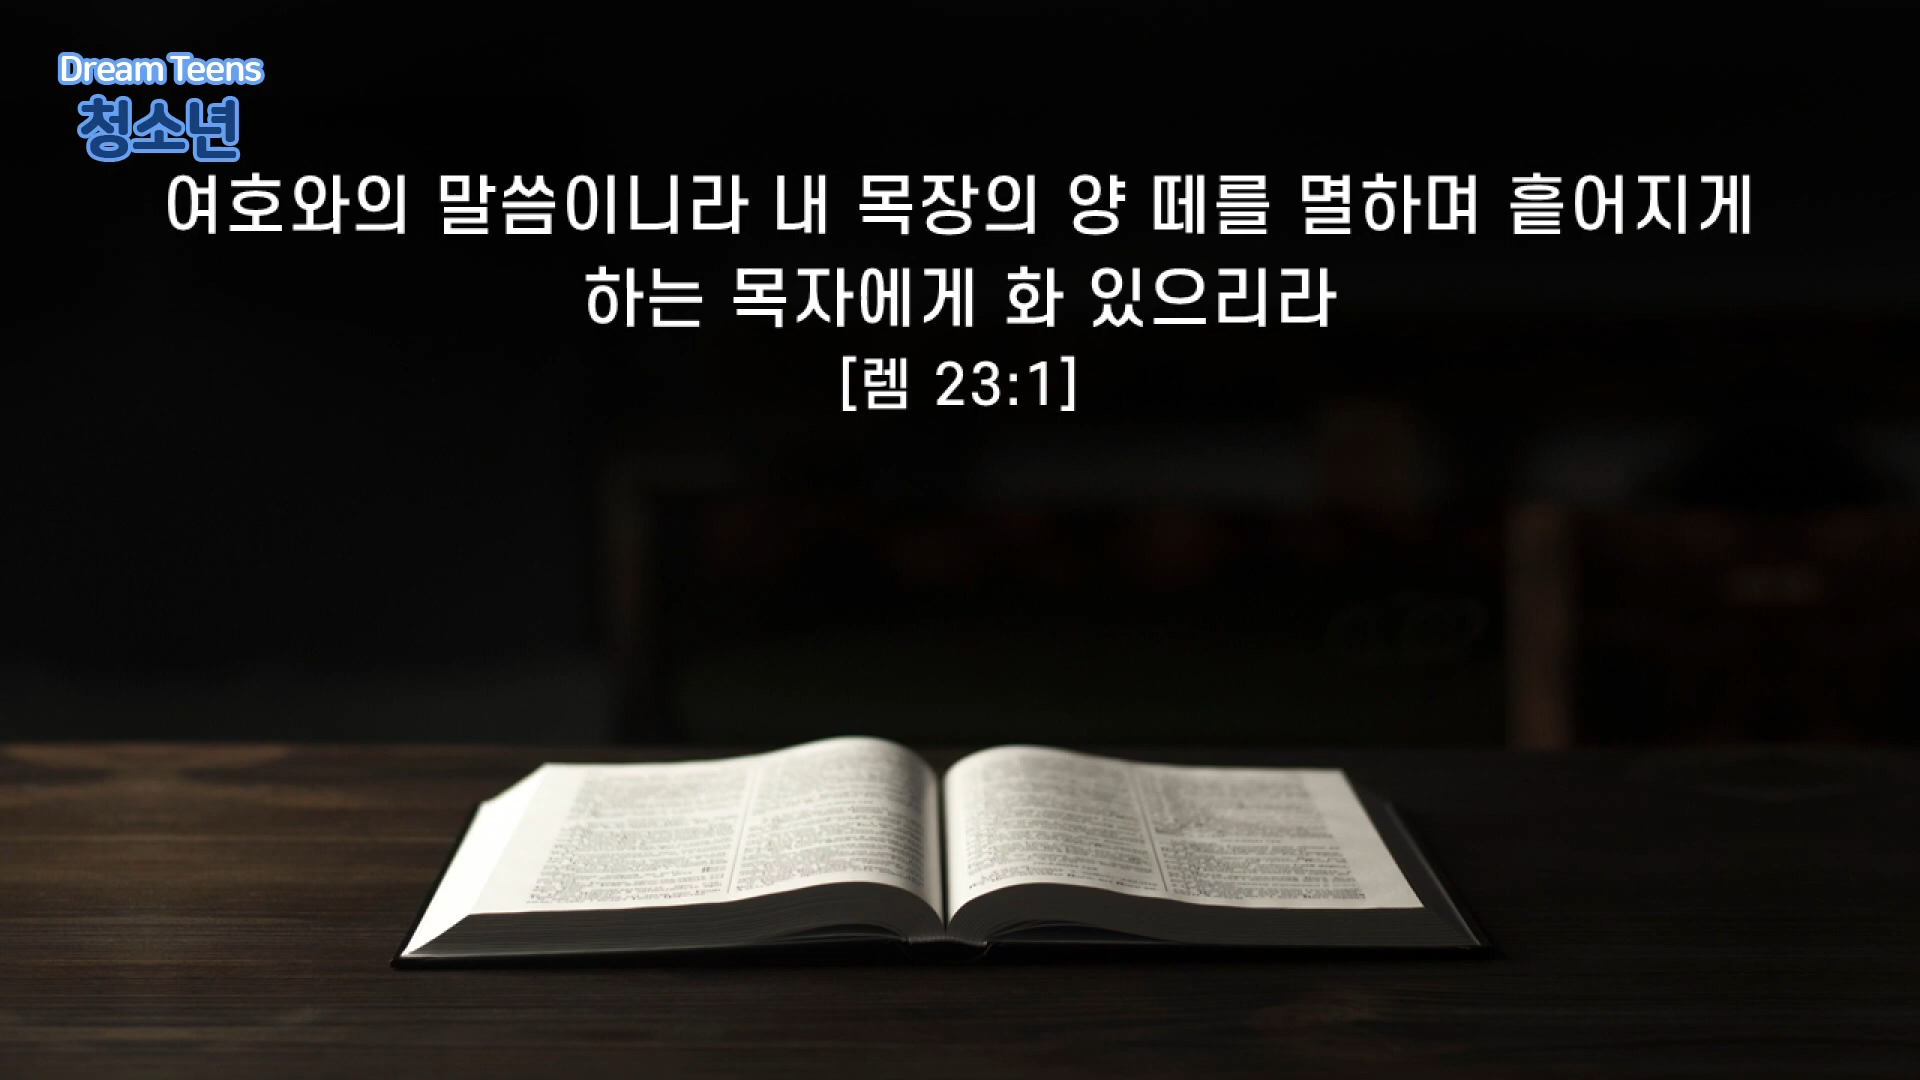 Dream Teens
청소년
여호와의 말씀이니라 내 목장의 양 떼를 멸하며 흩어지게
하는 목자에게 화 있으리라
[렘 23:1]